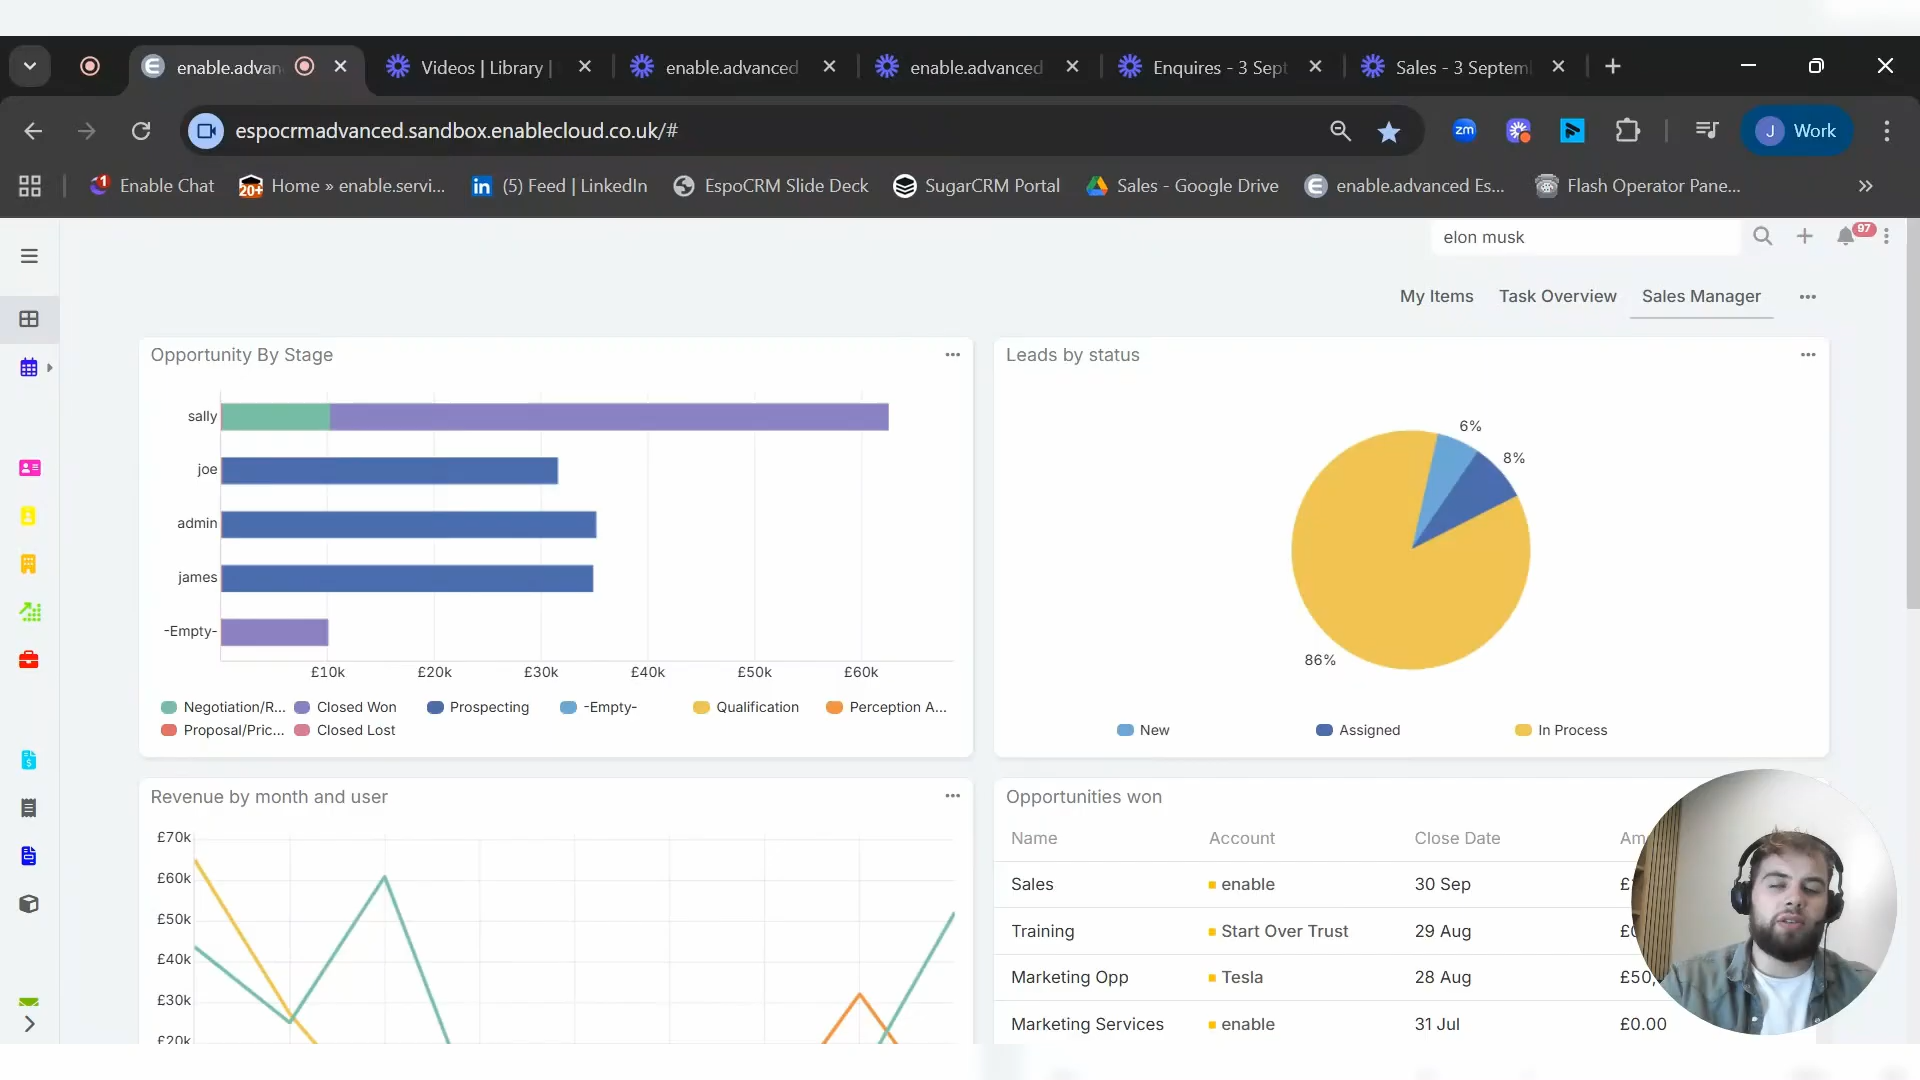 enable.advan
Videos | Library |
enable.advanced
enable.advanced
Enquires - 3 Sept
Sales - 3 Septem
espocrmadvanced.sandbox.enablecloud.co.uk/#
zm
J Work
1 Enable Chat
20+ Home » enable.servi...
in (5) Feed | LinkedIn
EspoCRM Slide Deck
SugarCRM Portal
Sales - Google Drive
enable.advanced Es...
Flash Operator Pane...
elon musk
97
My Items
Task Overview
Sales Manager
Opportunity By Stage
sally
joe
admin
james
-Empty-
£10k £20k £30k £40k £50k £60k
Negotiation/R... Closed Won Prospecting -Empty- Qualification Perception A...
Proposal/Pric... Closed Lost
Leads by status
6%
8%
86%
New Assigned In Process
Revenue by month and user
£70k
£60k
£50k
£40k
£30k
£20k
Opportunities won
Name Account Close Date Am
Sales enable 30 Sep £
Training Start Over Trust 29 Aug £
Marketing Opp Tesla 28 Aug £50,
Marketing Services enable 31 Jul £0.00